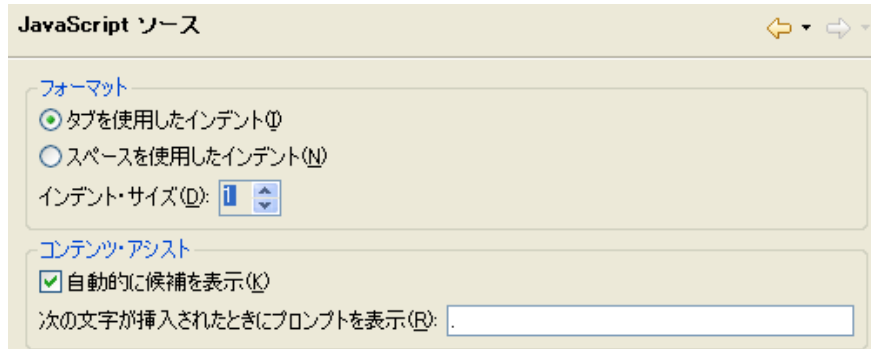 JavaScript ソース
フォーマット
タブを使用したインデント(I)
スペースを使用したインデント(N)
インデント・サイズ(D): 1
コンテンツ・アシスト
自動的に候補を表示(K)
次の文字が挿入されたときにプロンプトを表示(R): .